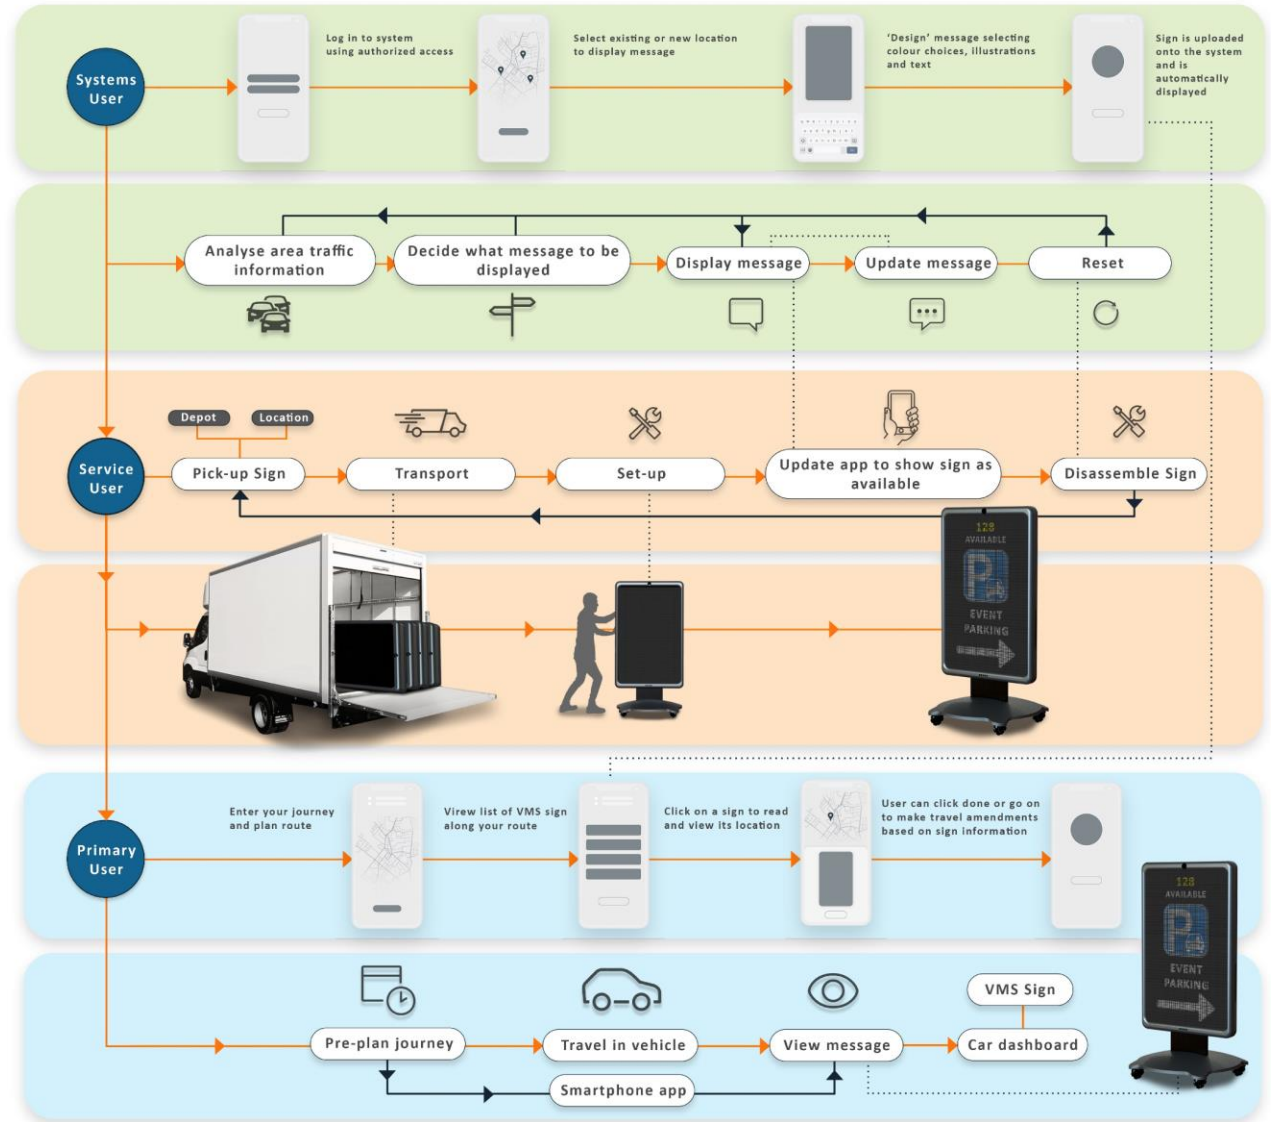 Systems
User
Log in to system
using authorized access
Select existing or new location
to display message
‘Design’ message selecting
colour choices, illustrations
and text
Sign is uploaded
onto the system
and is
automatically
displayed
Analyse area traffic
information
Decide what message to be
displayed
Display message
Update message
Reset
Depot
Location
Service
User
Pick-up Sign
Transport
Set-up
Update app to show sign as
available
Disassemble Sign
128
AVAILABLE
P
EVENT
PARKING
Primary
User
Enter your journey
and plan route
Virew list of VMS sign
along your route
Click on a sign to read
and view its location
User can click done or go on
to make travel amendments
based on sign information
128
AVAILABLE
P
EVENT
PARKING
VMS Sign
Pre-plan journey
Travel in vehicle
View message
Car dashboard
Smartphone app